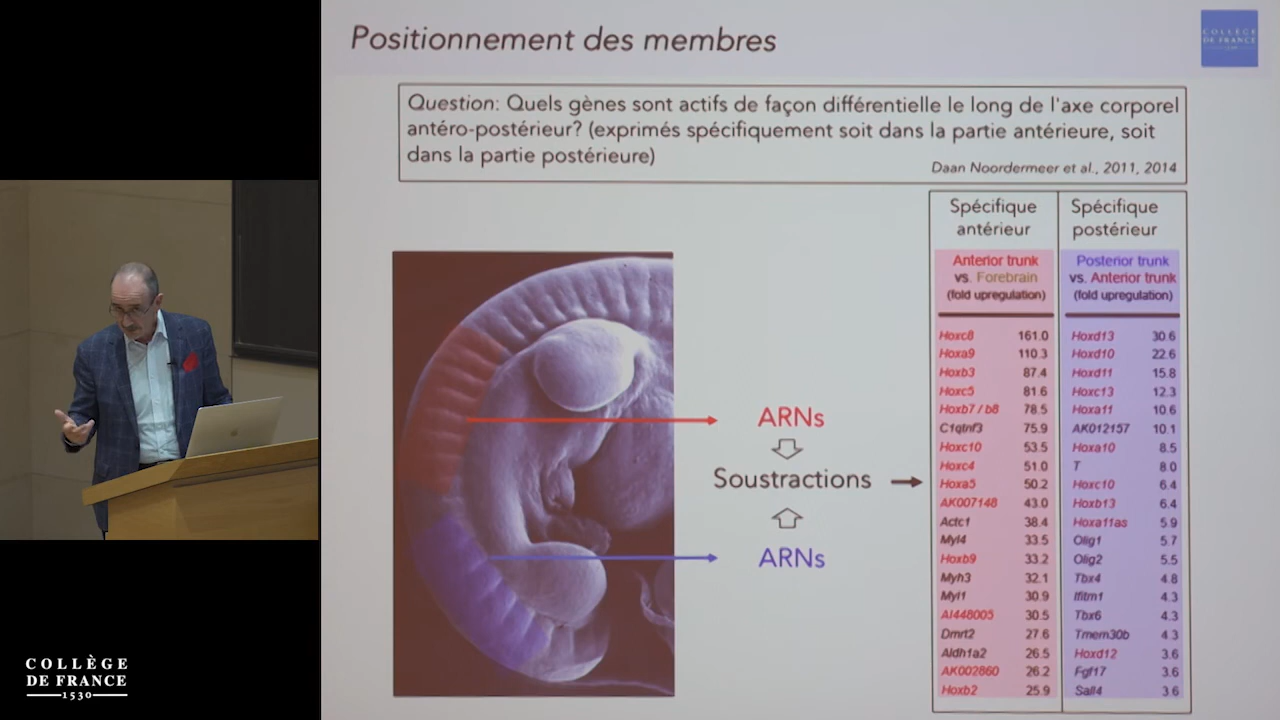 Positionnement des membres
COLLÈGE
DE FRANCE
1530
Question: Quels gènes sont actifs de façon différentielle le long de l'axe corporel
antéro-postérieur? (exprimés spécifiquement soit dans la partie antérieure, soit
dans la partie postérieure)
Daan Noordermeer et al., 2011, 2014
Spécifique
antérieur
Anterior trunk
vs. Forebrain
(fold upregulation)
Hoxc8 161.0
Hoxa9 110.3
Hoxb3 87.4
Hoxc5 81.6
Hoxb7 / b8 78.5
C1qtnf3 75.9
Hoxc10 53.5
Hoxc4 51.0
Hoxa5 50.2
AK007148 43.0
Actc1 38.4
Myl4 33.5
Hoxb9 33.2
Myh3 32.1
Myl1 30.9
AI448005 30.5
Dmrt2 27.6
Aldh1a2 26.5
AK002860 26.2
Hoxb2 25.9
Spécifique
postérieur
Posterior trunk
vs. Anterior trunk
(fold upregulation)
Hoxd13 30.6
Hoxd10 22.6
Hoxd11 15.8
Hoxc13 12.3
Hoxa11 10.6
AK012157 10.1
Hoxa10 8.5
T 8.0
Hoxc10 6.4
Hoxb13 6.4
Hoxa11as 5.9
Olig1 5.7
Olig2 5.5
Tbx4 4.8
Ifitm1 4.3
Tbx6 4.3
Tmem30b 4.3
Hoxd12 3.6
Fgf17 3.6
Sall4 3.6
ARNs
Soustractions
ARNs
COLLÈGE
DE FRANCE
1530